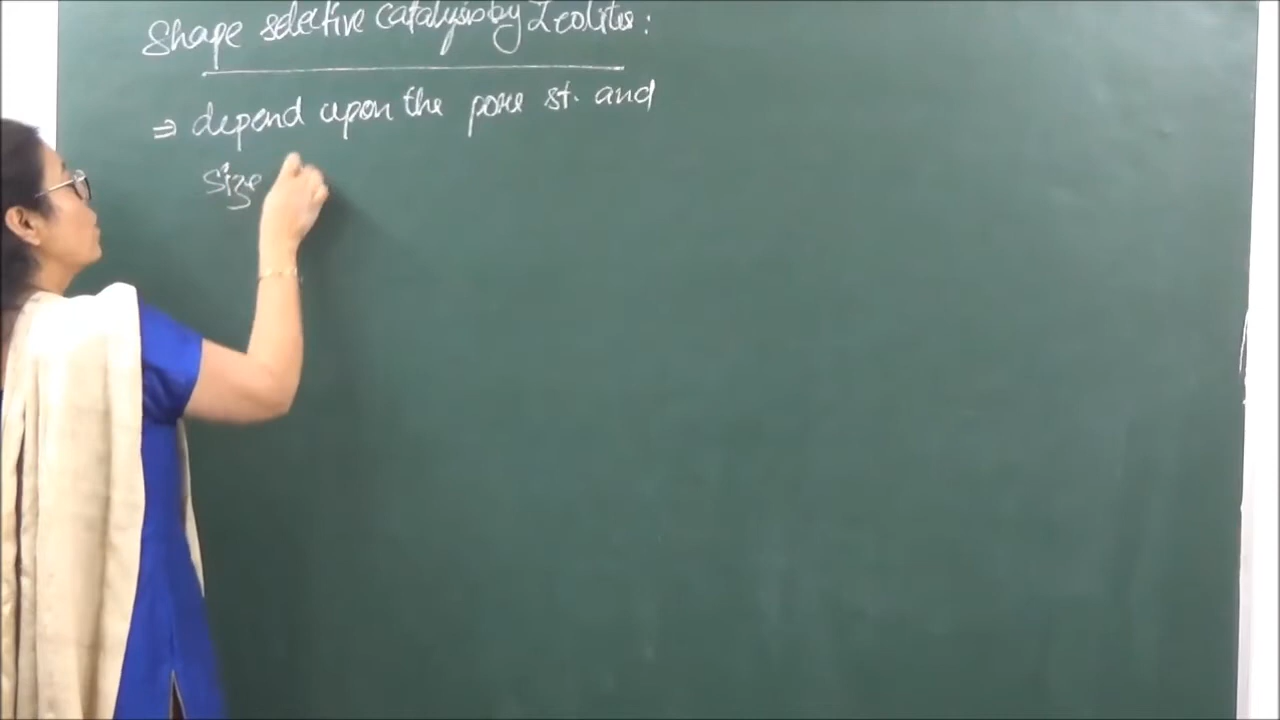 Shape selective Catalysis by Zeolites:
⇒ depend upon the pore st. and
size